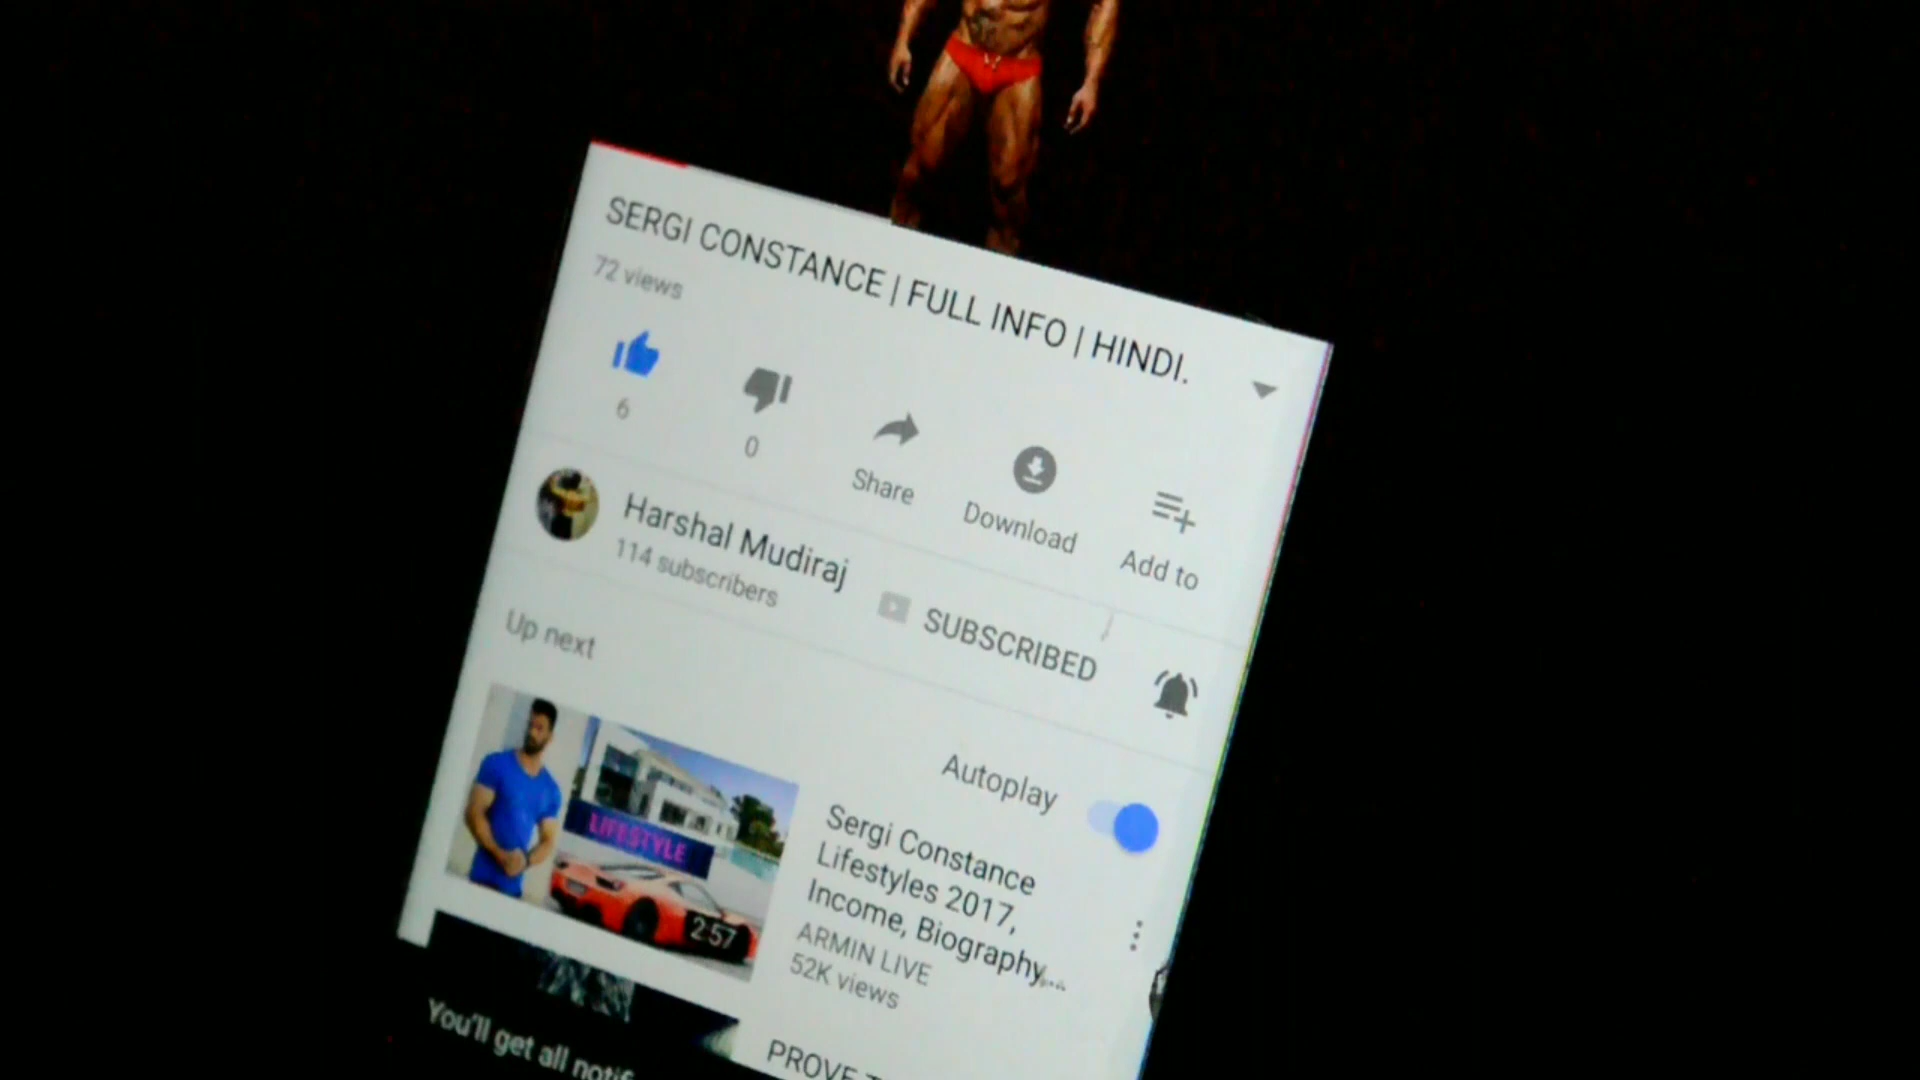 SERGI CONSTANCE | FULL INFO | HINDI.
72 views
6
0
Share
Download
Add to
Harshal Mudiraj
114 subscribers
SUBSCRIBED
Up next
Autoplay
LIFESTYLE
2:57
Sergi Constance
Lifestyles 2017,
Income, Biography,...
ARMIN LIVE
52K views
You'll get all notif
PROVE T